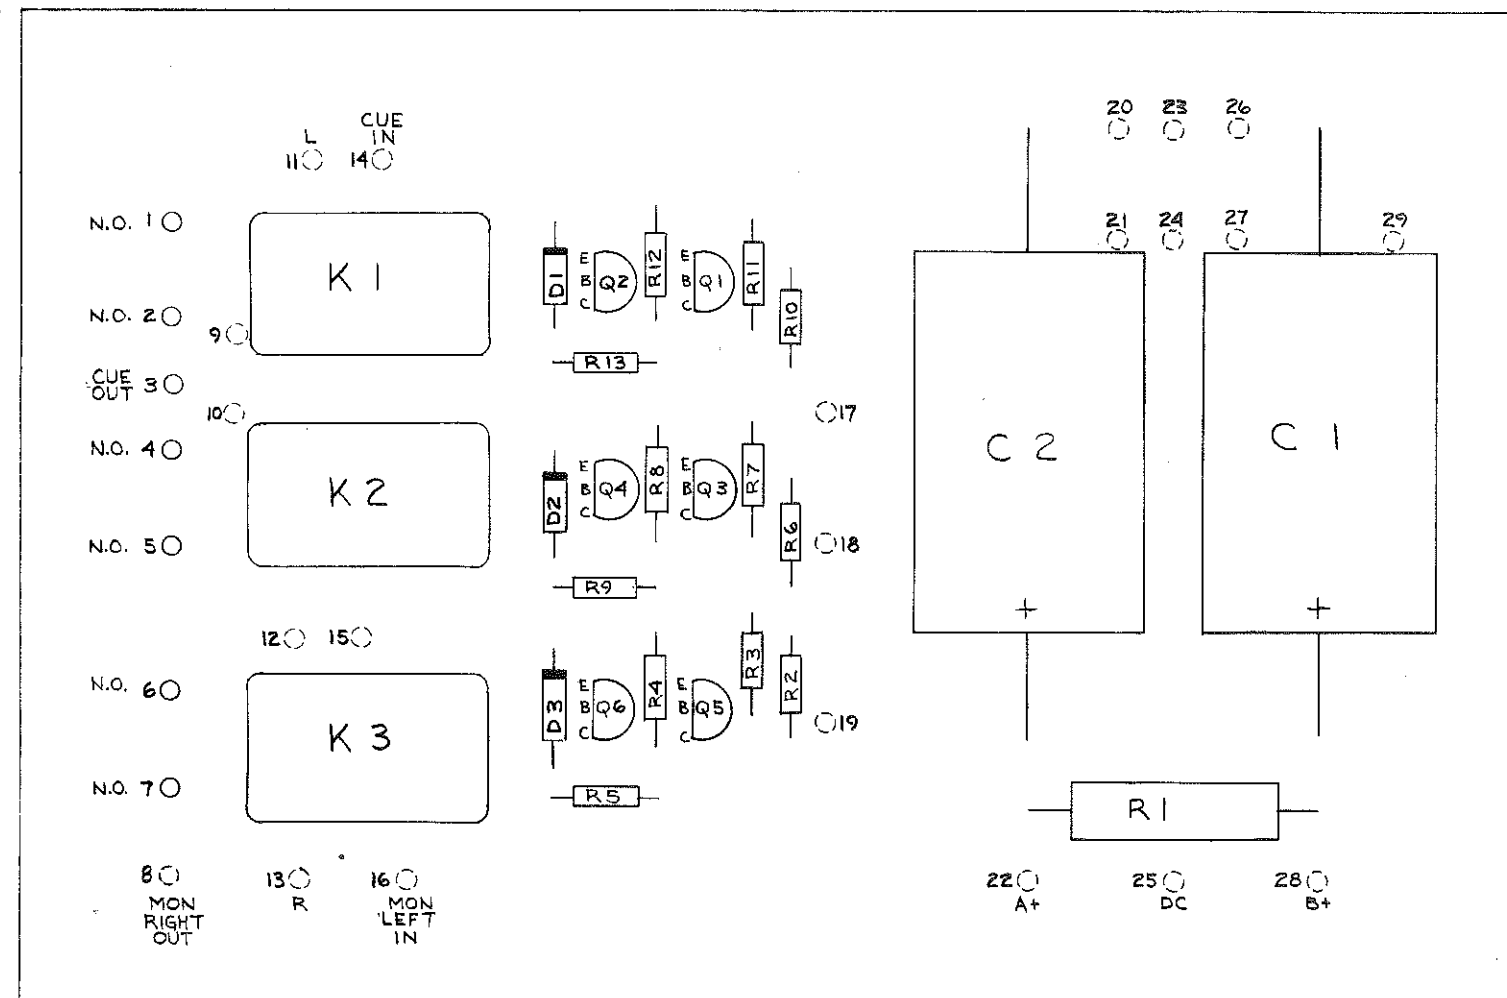 20 23 26
CUE
L IN
11 14
N.O. 1
21 24 27 29
K 1
D1 E B C Q2 R12 E B C Q1 R11
R10
N.O. 2
9
R13
CUE
OUT 3
10
17
N.O. 4
C 2
C 1
K 2
D2 E B C Q4 R8 E B C Q3 R7
R6
N.O. 5
18
R9
+
+
12 15
R3
N.O. 6
D3 E B C Q6 R4 E B C Q5 R2
19
K 3
N.O. 7
R5
R1
8 13 16
22 25 28
MON R MON
A+ DC B+
RIGHT LEFT
OUT IN